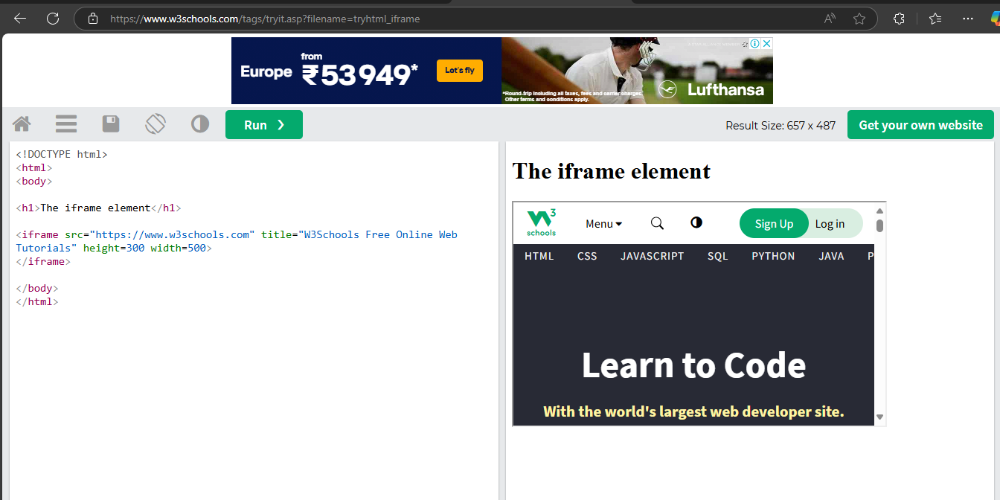 https://www.w3schools.com/tags/tryit.asp?filename=tryhtml_iframe
Europe
from
₹53 949*
Let's fly
*Round-trip including all taxes, fees and carrier charges.
Other terms and conditions apply.
Lufthansa
Run ❯
Result Size: 657 x 487
Get your own website
<!DOCTYPE html>
<html>
<body>
<h1>The iframe element</h1>
<iframe src="https://www.w3schools.com" title="W3Schools Free Online Web
Tutorials" height=300 width=500>
</iframe>
</body>
</html>
The iframe element
W3
schools
Menu
Sign Up
Log in
HTML CSS JAVASCRIPT SQL PYTHON JAVA P
Learn to Code
With the world's largest web developer site.